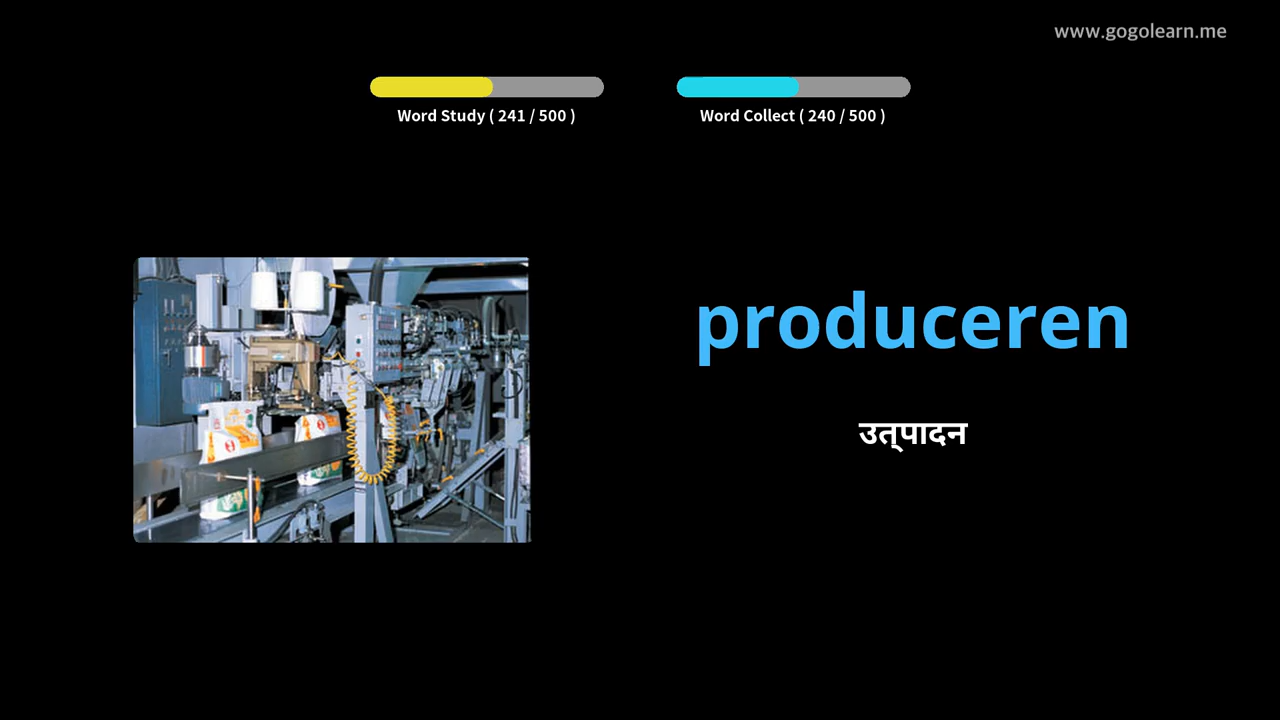 www.gogolearn.me
Word Study ( 241 / 500 )
Word Collect ( 240 / 500 )
produceren
उत्पादन